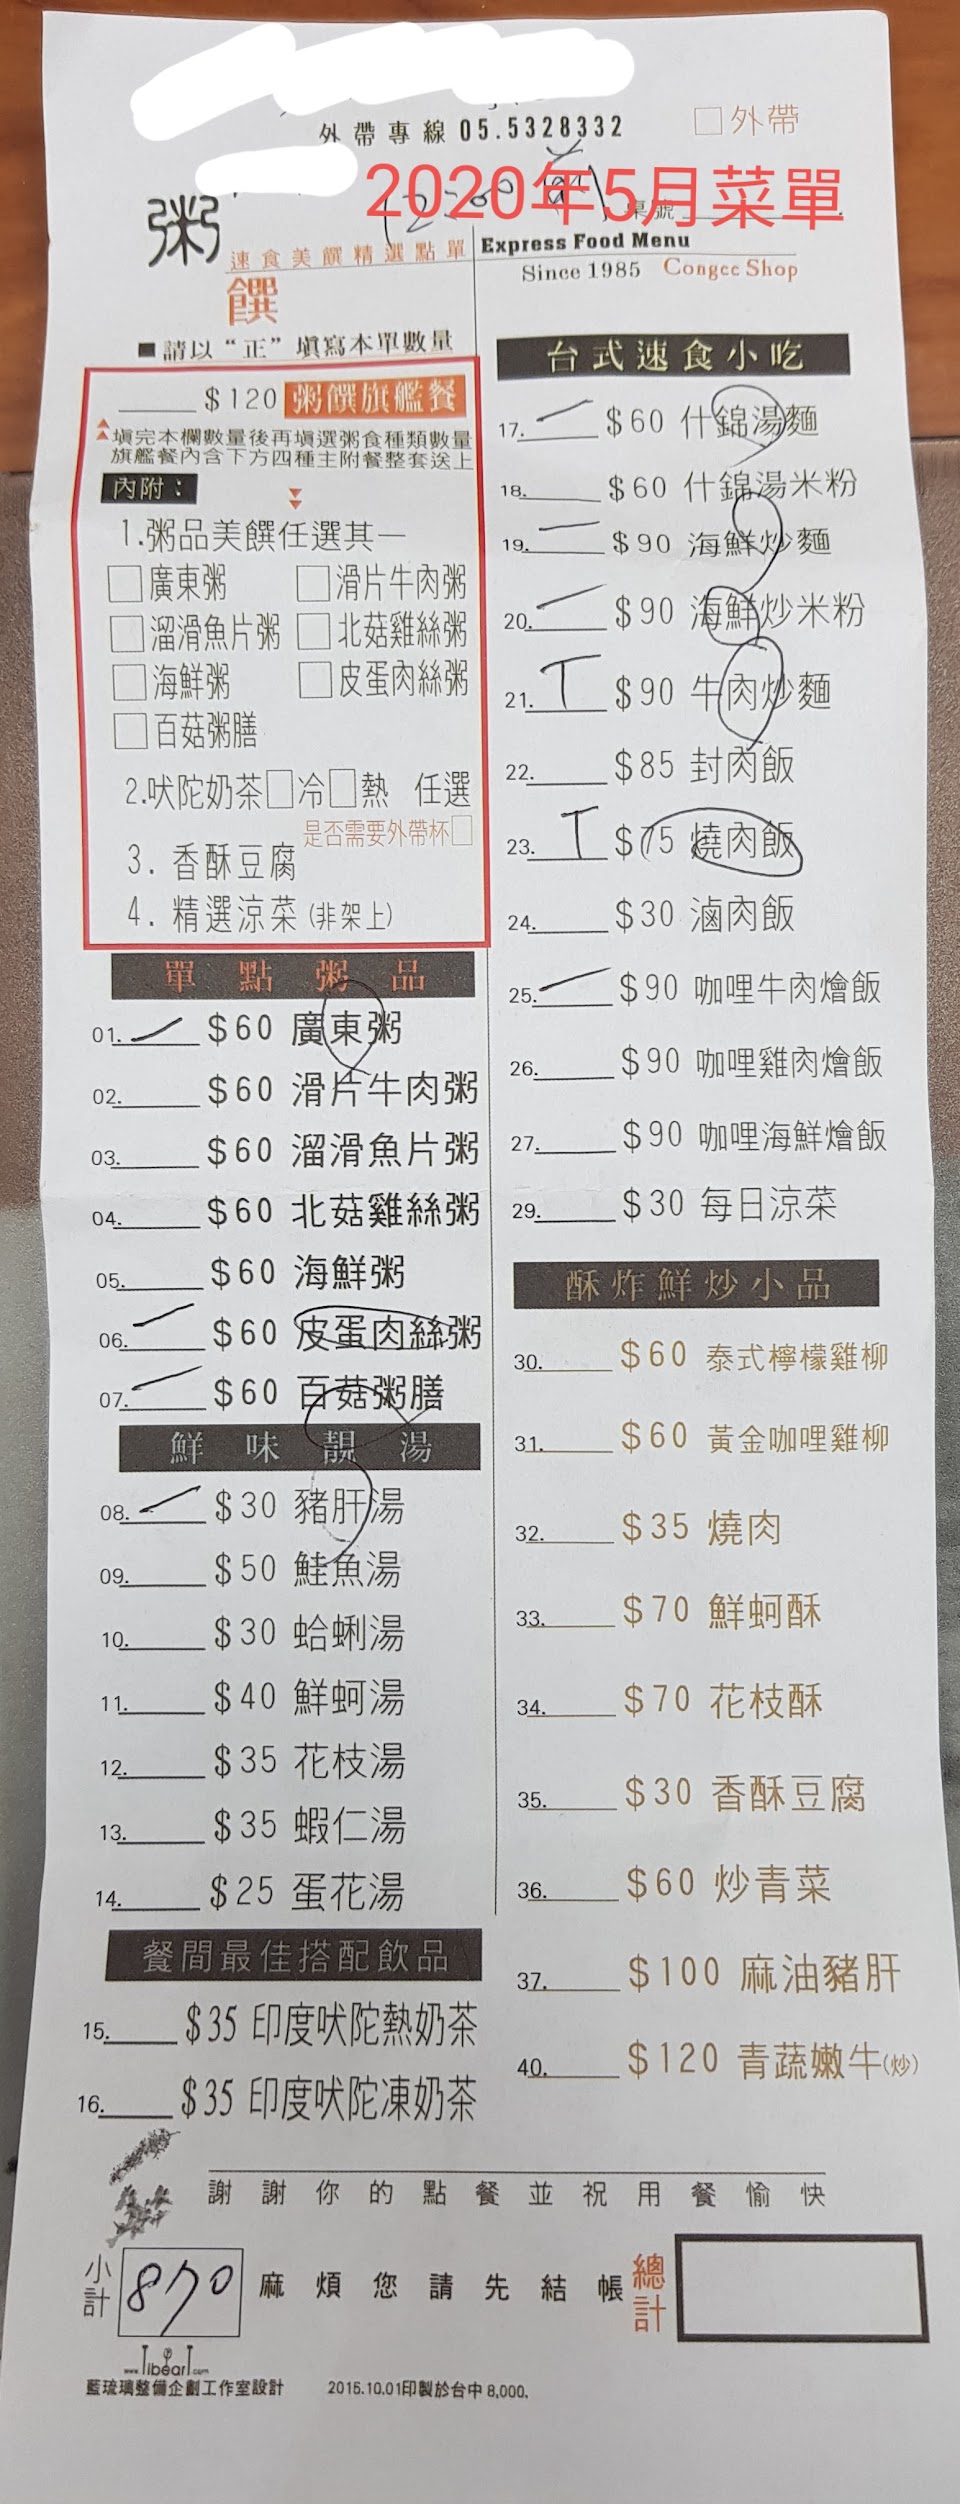 外帶專線 05.5328332
□外帶
2020年5月菜單
桌號
粥饌
速食美饌精選點單
Express Food Menu
Since 1985 Congee Shop
■請以“正”填寫本單數量
$120 粥饌旗艦餐
填完本欄數量後再填選粥食種類數量
旗艦餐內含下方四種主附餐整套送上
內附：
1.粥品美饌任選其一
□廣東粥 □滑片牛肉粥
□溜滑魚片粥 □北菇雞絲粥
□海鮮粥 □皮蛋肉絲粥
□百菇粥膳
2.吠陀奶茶□冷□熱 任選
是否需要外帶杯□
3. 香酥豆腐
4. 精選涼菜(非架上)
單點粥品
01. 一 $60 廣東粥
02. $60 滑片牛肉粥
03. $60 溜滑魚片粥
04. $60 北菇雞絲粥
05. $60 海鮮粥
06. 一 $60 皮蛋肉絲粥
07. 一 $60 百菇粥膳
鮮味靚湯
08. 一 $30 豬肝湯
09. $50 鮭魚湯
10. $30 蛤蜊湯
11. $40 鮮蚵湯
12. $35 花枝湯
13. $35 蝦仁湯
14. $25 蛋花湯
餐間最佳搭配飲品
15. $35 印度吠陀熱奶茶
16. $35 印度吠陀凍奶茶
台式速食小吃
17. 一 $60 什錦湯麵
18. $60 什錦湯米粉
19. 一 $90 海鮮炒麵
20. 一 $90 海鮮炒米粉
21. T $90 牛肉炒麵
22. $85 封肉飯
23. T $75 燒肉飯
24. $30 滷肉飯
25. 一 $90 咖哩牛肉燴飯
26. $90 咖哩雞肉燴飯
27. $90 咖哩海鮮燴飯
29. $30 每日涼菜
酥炸鮮炒小品
30. $60 泰式檸檬雞柳
31. $60 黃金咖哩雞柳
32. $35 燒肉
33. $70 鮮蚵酥
34. $70 花枝酥
35. $30 香酥豆腐
36. $60 炒青菜
37. $100 麻油豬肝
40. $120 青蔬嫩牛(炒)
謝謝你的點餐並祝用餐愉快
小計 870 麻煩您請先結帳 總計
www.libeart.com
藍琉璃整備企劃工作室設計 2015.10.01印製於台中 8,000.